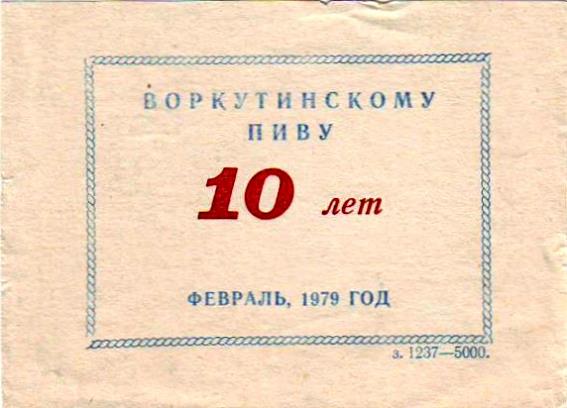 ВОРКУТИНСКОМУ
ПИВУ
10 лет
ФЕВРАЛЬ, 1979 ГОД
з. 1237—5000.